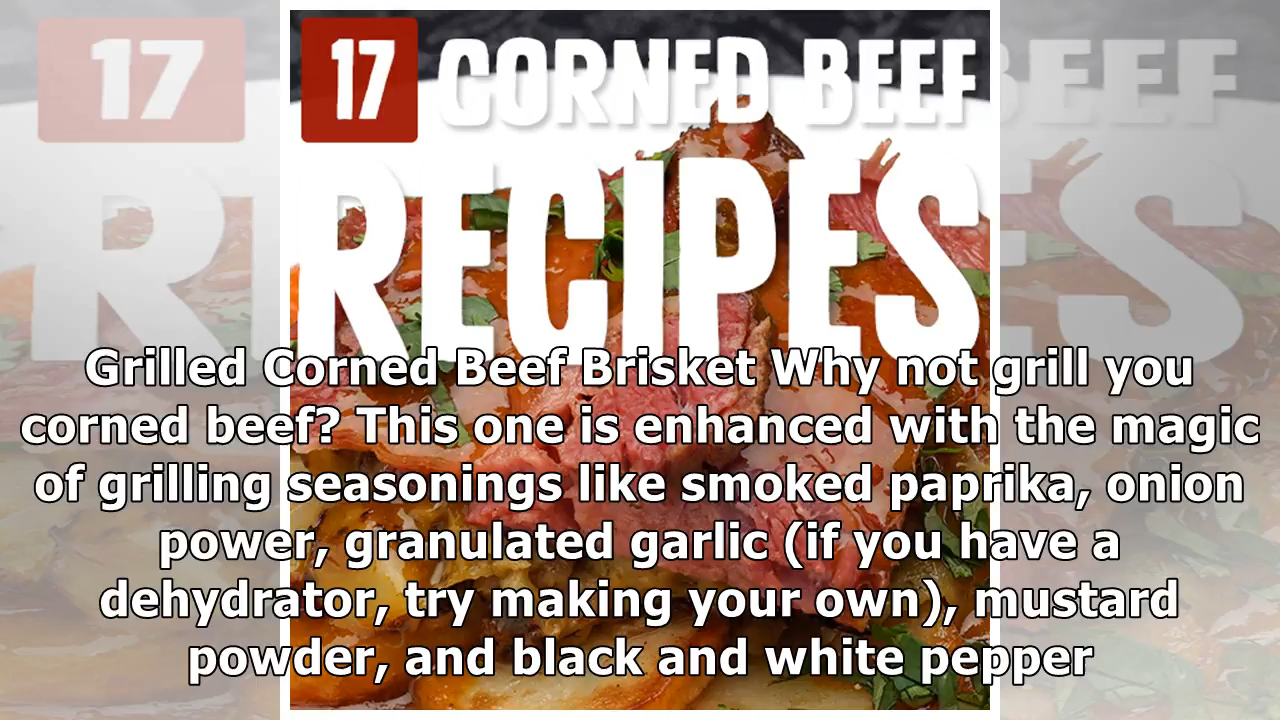 17 CORNED BEEF
RECIPES
Grilled Corned Beef Brisket Why not grill you
corned beef? This one is enhanced with the magic
of grilling seasonings like smoked paprika, onion
power, granulated garlic (if you have a
dehydrator, try making your own), mustard
powder, and black and white pepper